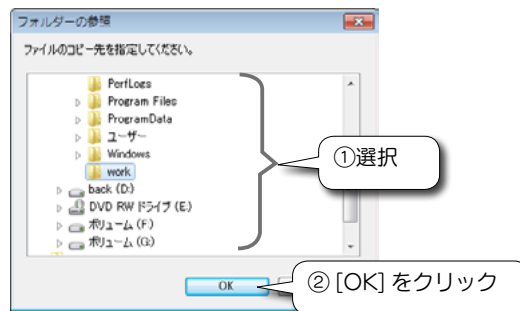 フォルダーの参照
ファイルのコピー先を指定してください。
PerfLogs
Program Files
ProgramData
ユーザー
Windows
work
back (D:)
DVD RW ドライブ (E:)
ボリューム (F:)
ボリューム (G:)
①選択
OK
② [OK] をクリック